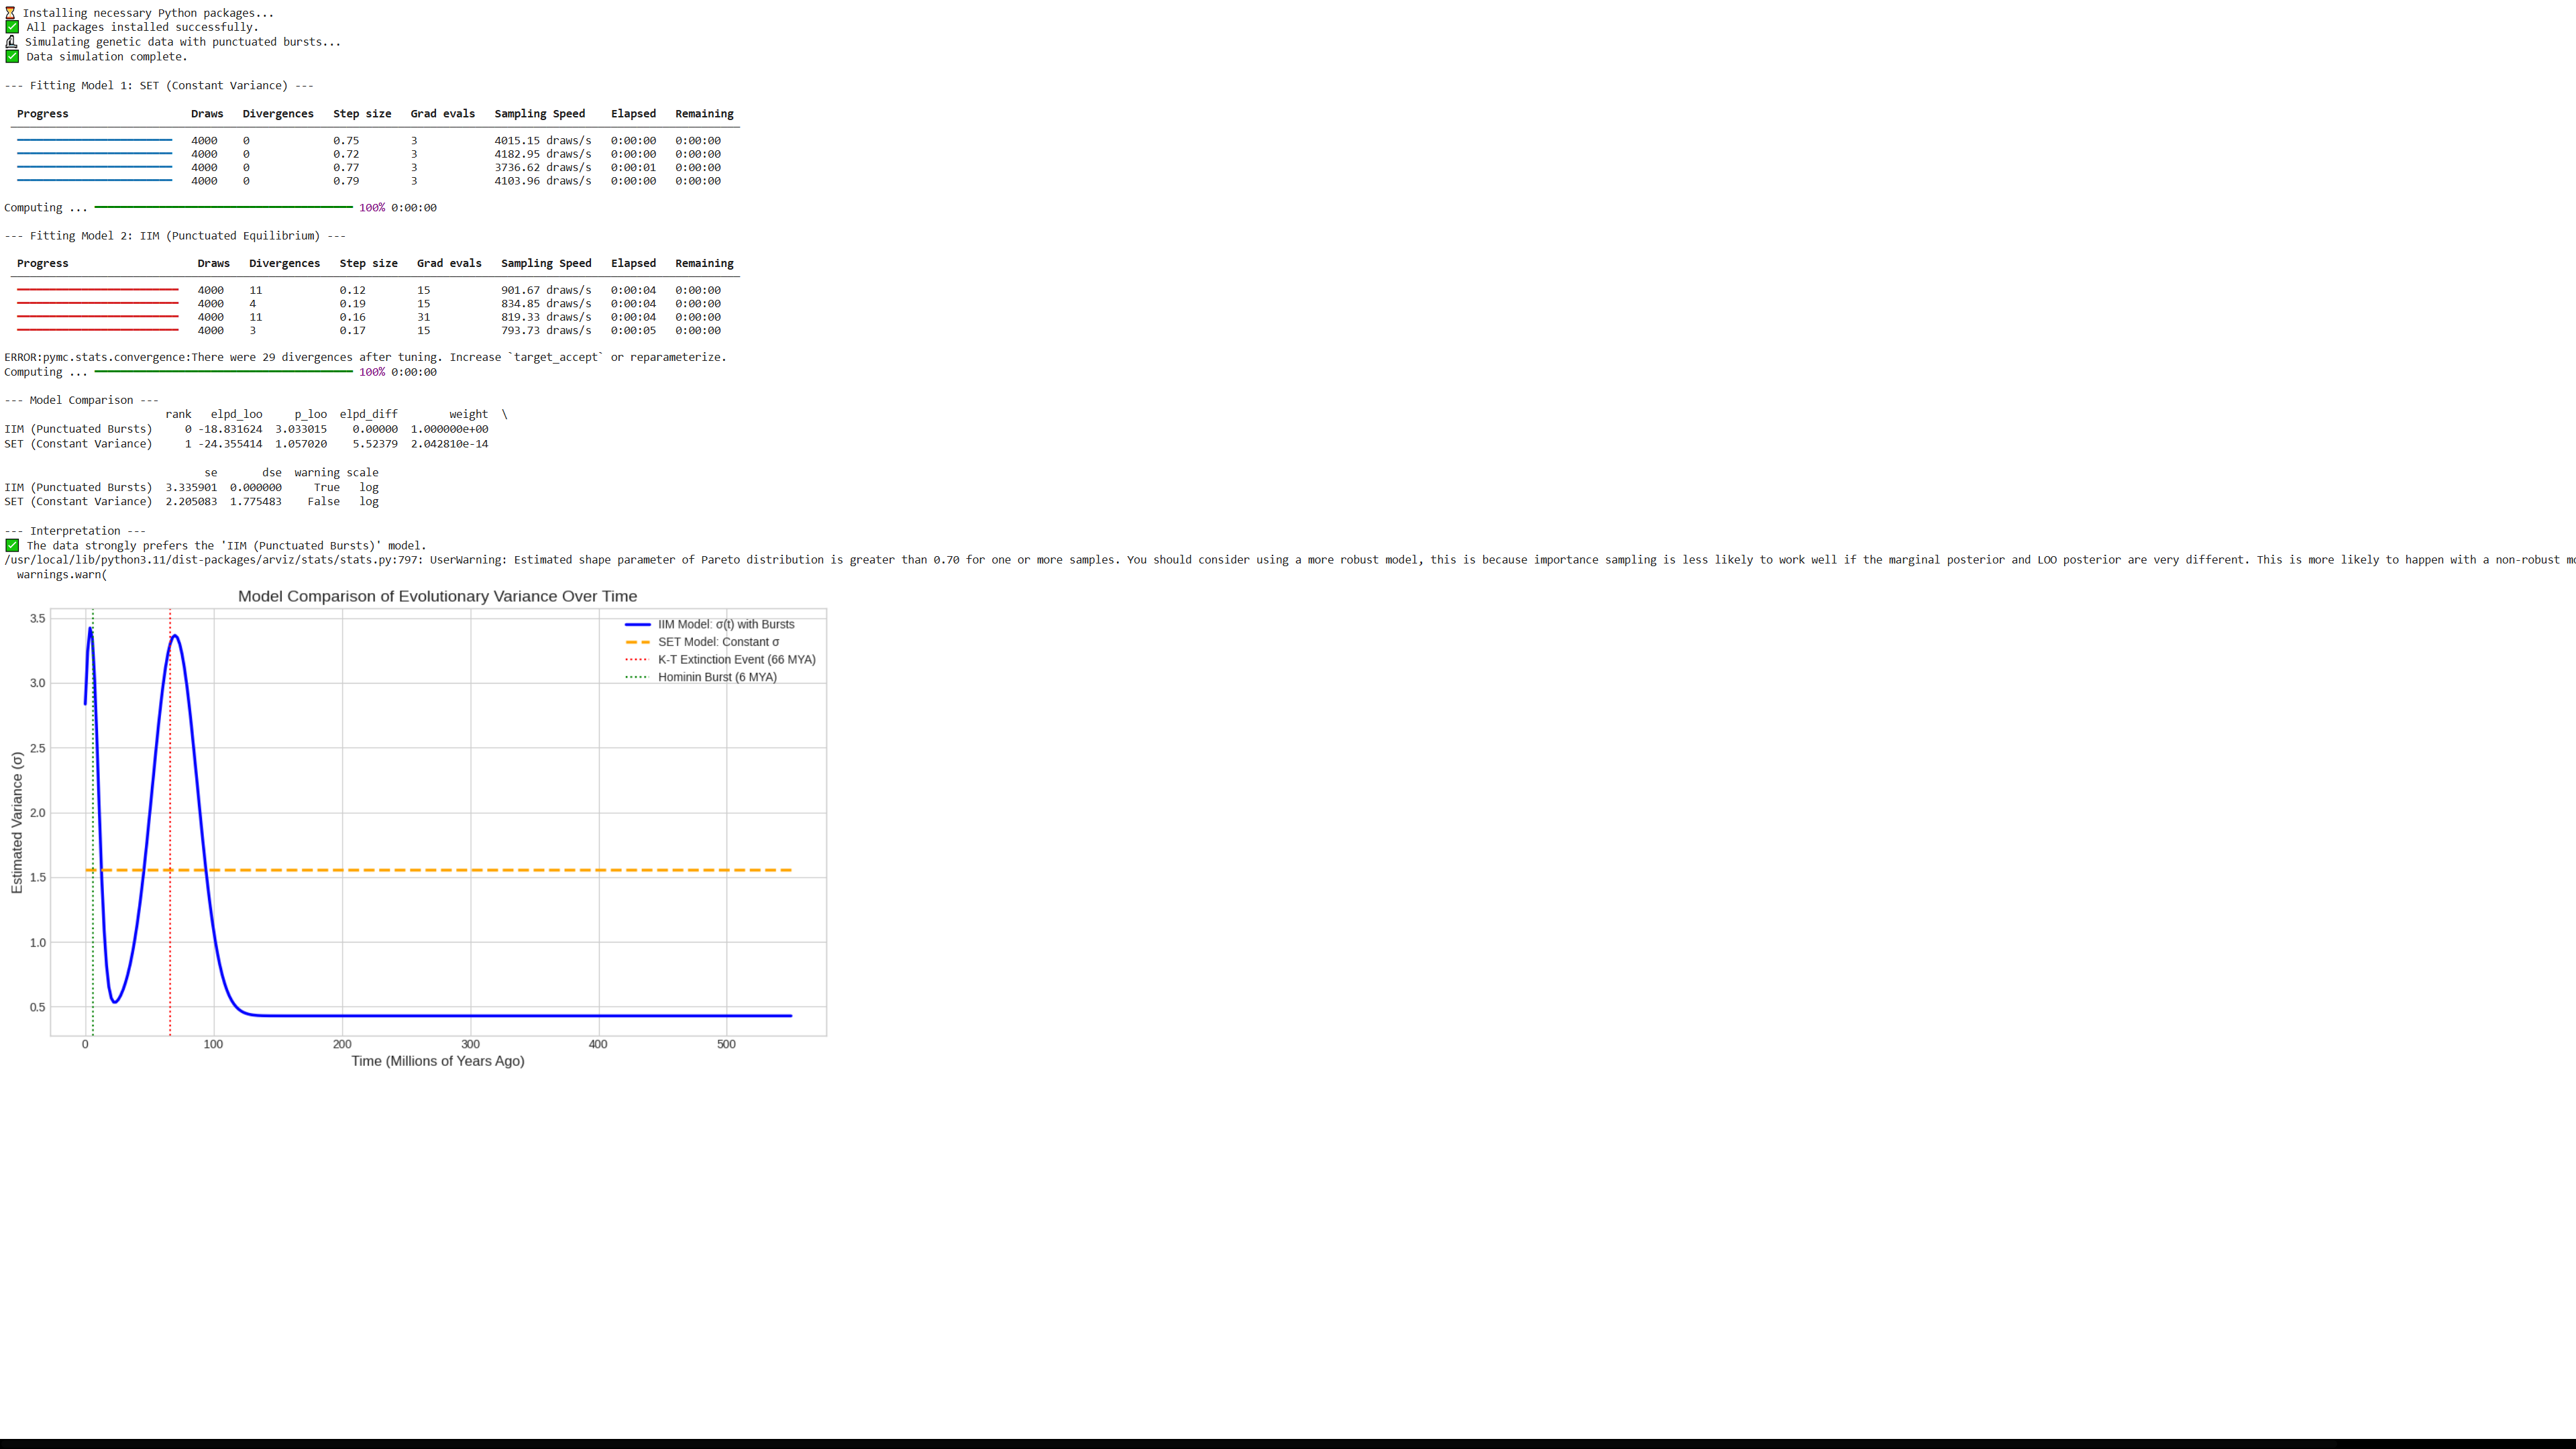 ⏳ Installing necessary Python packages...
✅ All packages installed successfully.
🔬 Simulating genetic data with punctuated bursts...
✅ Data simulation complete.
--- Fitting Model 1: SET (Constant Variance) ---
Progress Draws Divergences Step size Grad evals Sampling Speed Elapsed Remaining
4000 0 0.75 3 4015.15 draws/s 0:00:00 0:00:00
4000 0 0.72 3 4182.95 draws/s 0:00:00 0:00:00
4000 0 0.77 3 3736.62 draws/s 0:00:01 0:00:00
4000 0 0.79 3 4103.96 draws/s 0:00:00 0:00:00
Computing ... 100% 0:00:00
--- Fitting Model 2: IIM (Punctuated Equilibrium) ---
Progress Draws Divergences Step size Grad evals Sampling Speed Elapsed Remaining
4000 11 0.12 15 901.67 draws/s 0:00:04 0:00:00
4000 4 0.19 15 834.85 draws/s 0:00:04 0:00:00
4000 11 0.16 31 819.33 draws/s 0:00:04 0:00:00
4000 3 0.17 15 793.73 draws/s 0:00:05 0:00:00
ERROR:pymc.stats.convergence:There were 29 divergences after tuning. Increase `target_accept` or reparameterize.
Computing ... 100% 0:00:00
--- Model Comparison ---
rank elpd_loo p_loo elpd_diff weight \
IIM (Punctuated Bursts) 0 -18.831624 3.033015 0.00000 1.000000e+00
SET (Constant Variance) 1 -24.355414 1.057020 5.52379 2.042810e-14
se dse warning scale
IIM (Punctuated Bursts) 3.335901 0.000000 True log
SET (Constant Variance) 2.205083 1.775483 False log
--- Interpretation ---
✅ The data strongly prefers the 'IIM (Punctuated Bursts)' model.
/usr/local/lib/python3.11/dist-packages/arviz/stats/stats.py:797: UserWarning: Estimated shape parameter of Pareto distribution is greater than 0.70 for one or more samples. You should consider using a more robust model, this is because importance sampling is less likely to work well if the marginal posterior and LOO posterior are very different. This is more likely to happen with a non-robust m
warnings.warn(
Model Comparison of Evolutionary Variance Over Time
IIM Model: σ(t) with Bursts
SET Model: Constant σ
K-T Extinction Event (66 MYA)
Hominin Burst (6 MYA)
Estimated Variance (σ)
3.5
3.0
2.5
2.0
1.5
1.0
0.5
0 100 200 300 400 500
Time (Millions of Years Ago)